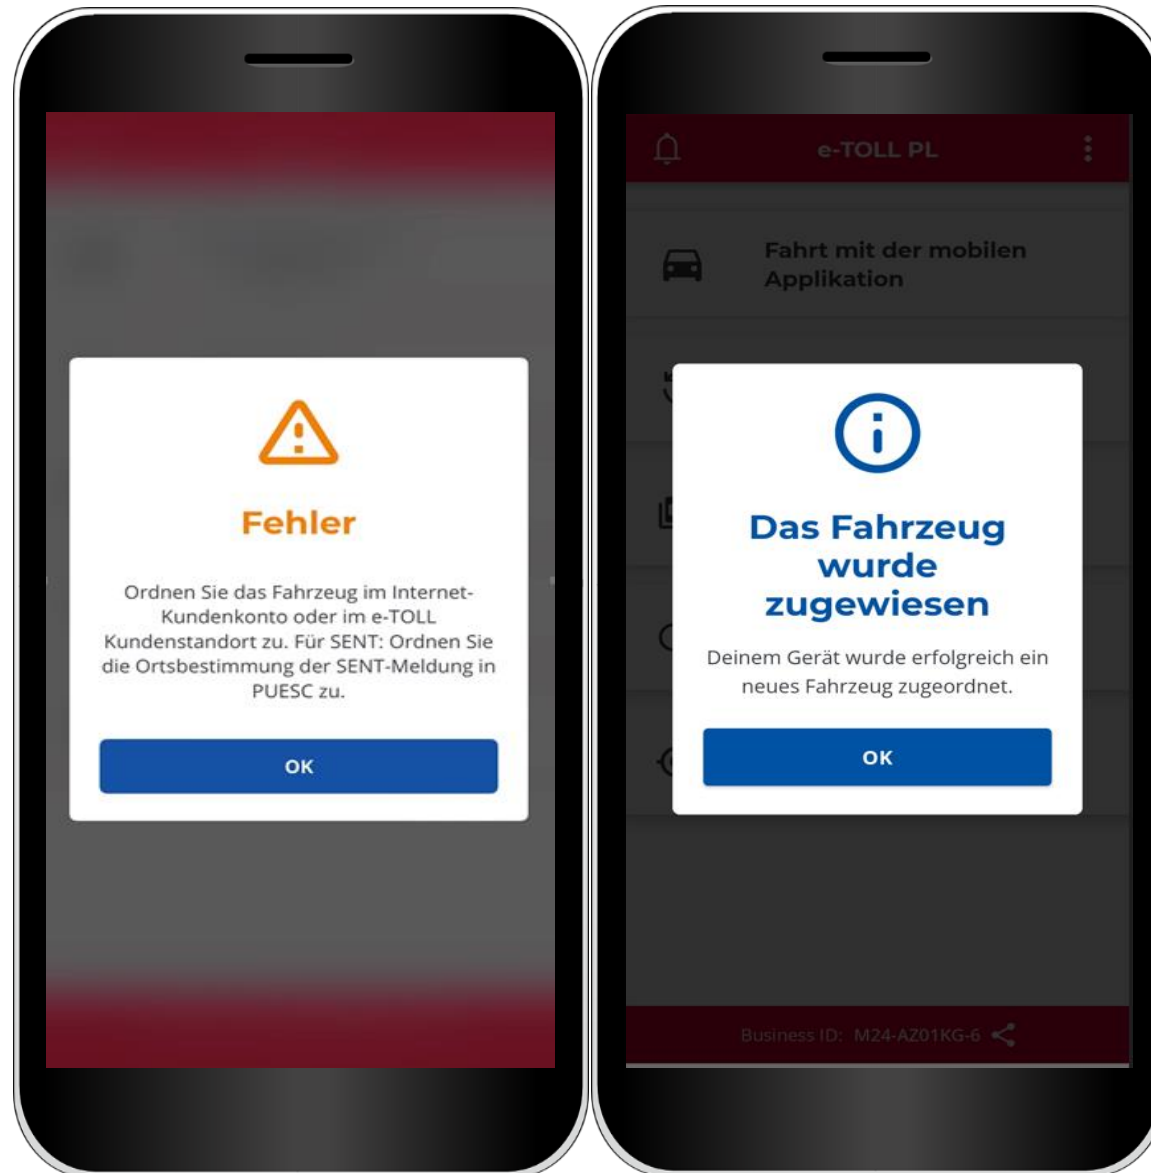 Fehler
Ordnen Sie das Fahrzeug im Internet-
Kundenkonto oder im e-TOLL
Kundenstandort zu. Für SENT: Ordnen Sie
die Ortsbestimmung der SENT-Meldung in
PUESC zu.
OK
e-TOLL PL
Fahrt mit der mobilen
Applikation
Das Fahrzeug
wurde
zugewiesen
Deinem Gerät wurde erfolgreich ein
neues Fahrzeug zugeordnet.
OK
Business ID: M24-AZ01KG-6